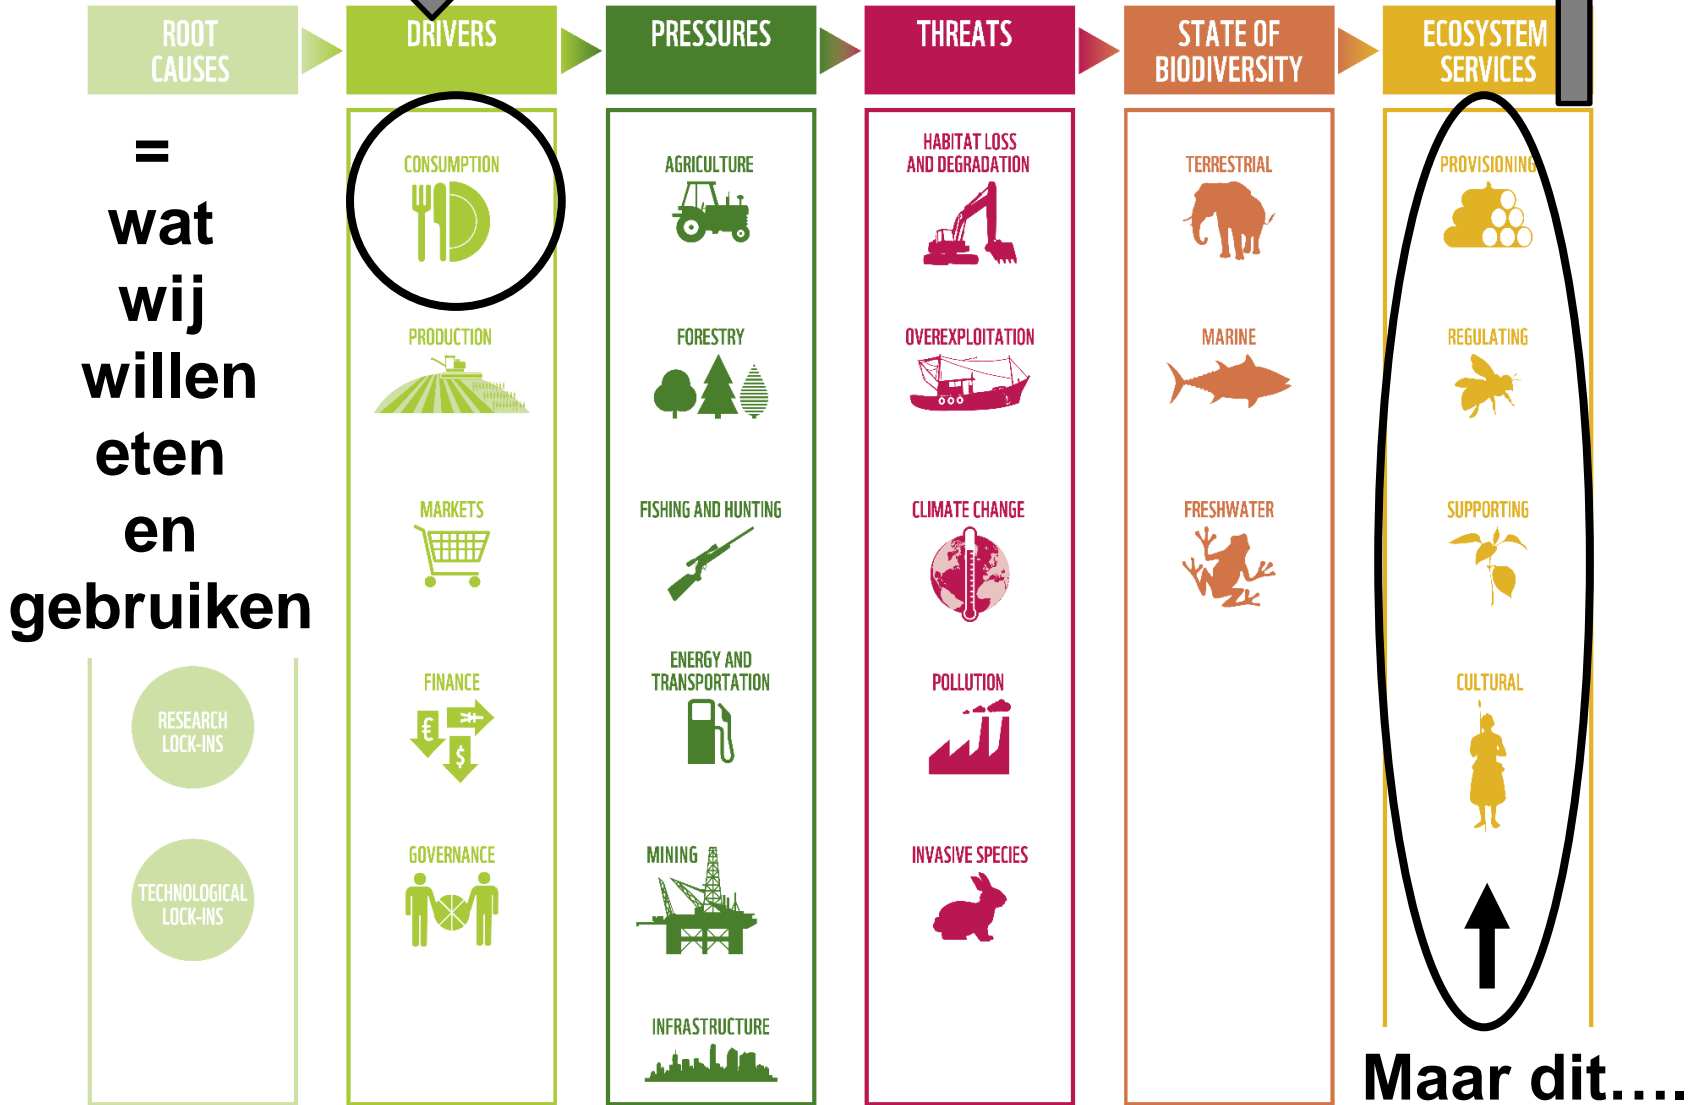 ROOT
CAUSES
=
wat
wij
willen
eten
en
gebruiken
RESEARCH
LOCK-INS
TECHNOLOGICAL
LOCK-INS
DRIVERS
CONSUMPTION
PRODUCTION
MARKETS
FINANCE
€
¥
$
GOVERNANCE
PRESSURES
AGRICULTURE
FORESTRY
FISHING AND HUNTING
ENERGY AND
TRANSPORTATION
MINING
INFRASTRUCTURE
THREATS
HABITAT LOSS
AND DEGRADATION
OVEREXPLOITATION
CLIMATE CHANGE
POLLUTION
INVASIVE SPECIES
STATE OF
BIODIVERSITY
TERRESTRIAL
MARINE
FRESHWATER
ECOSYSTEM
SERVICES
PROVISIONING
REGULATING
SUPPORTING
CULTURAL
Maar dit....